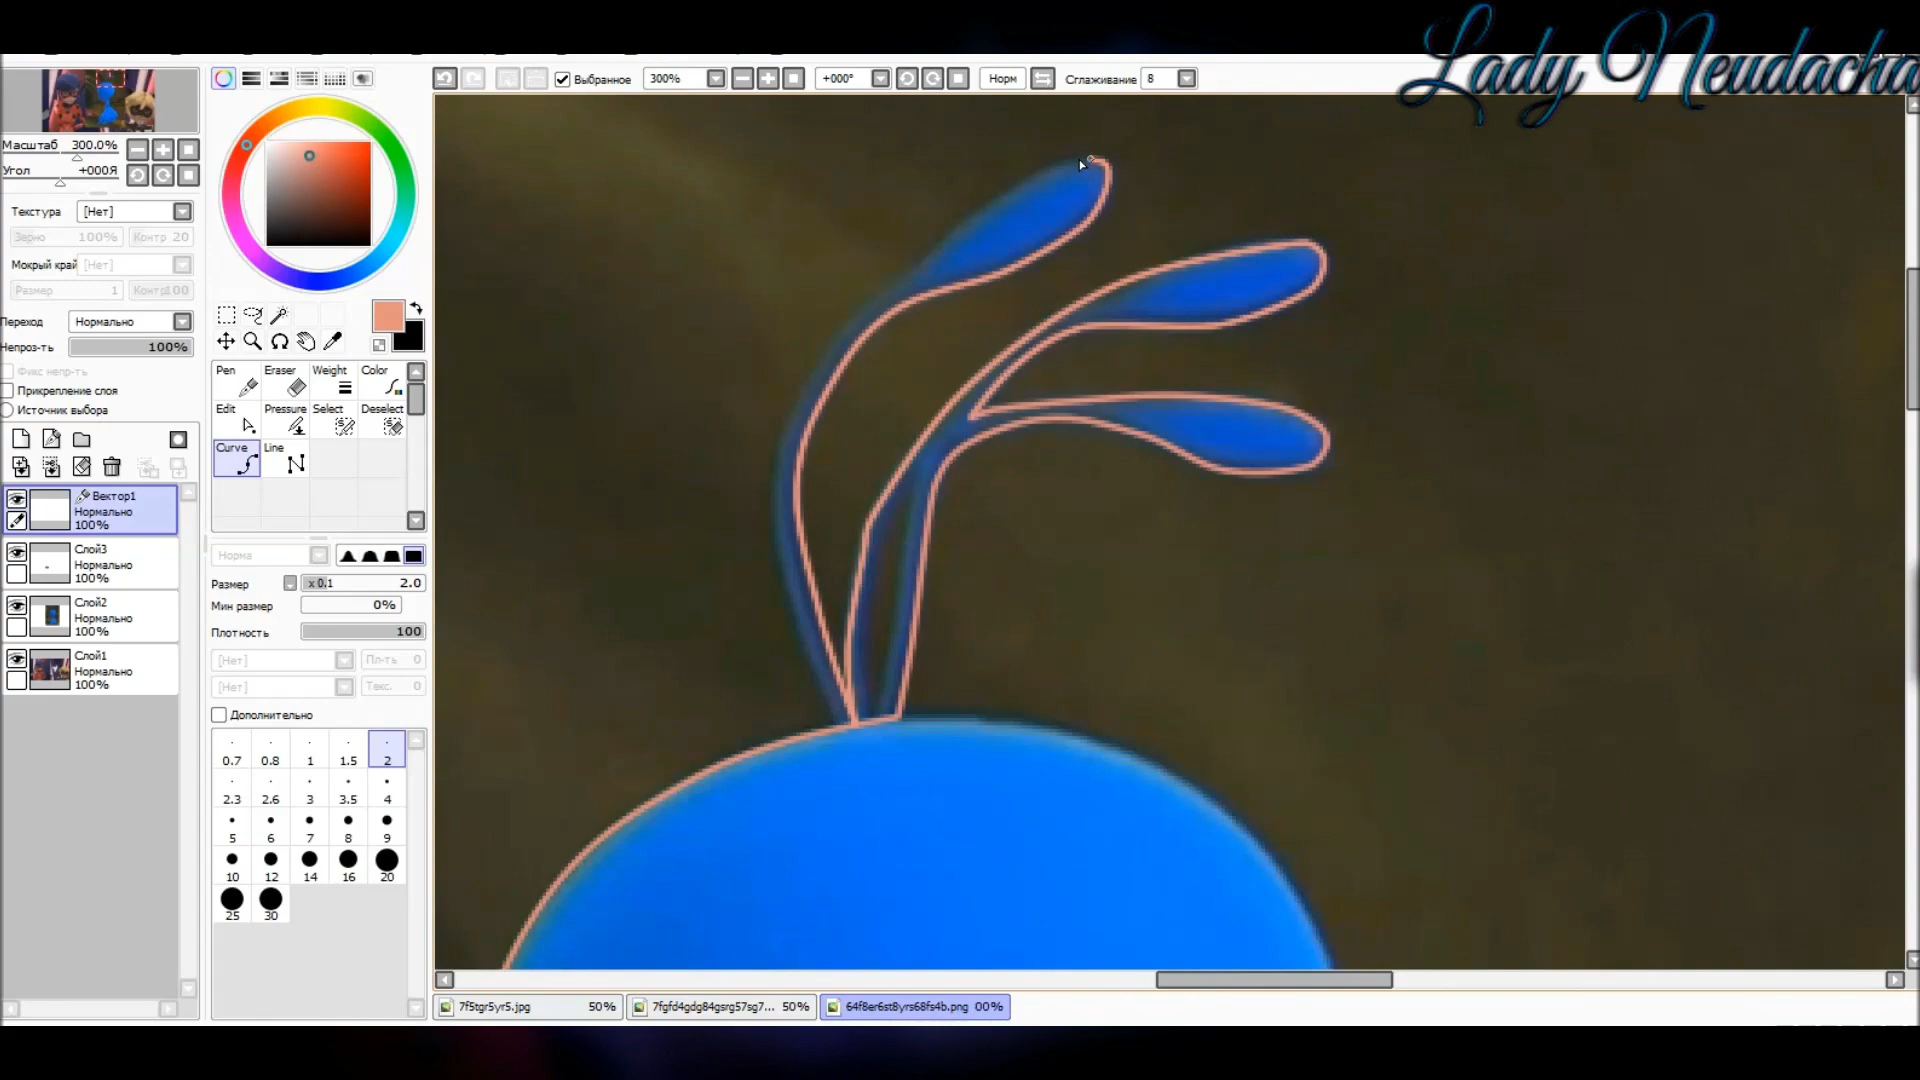 Lady Neudacha
Выбранное 300% +000° Норм Сглаживание 8
Масштаб 300.0%
Угол +000Я
Текстура [Нет]
Зерно 100% Контр 20
Мокрый край [Нет]
Размер 1 Контр100
Переход Нормально
Непроз-ть 100%
Фикс непр-ть
Прикрепление слоя
Источник выбора
Вектор1
Нормально
100%
Слой3
Нормально
100%
Слой2
Нормально
100%
Слой1
Нормально
100%
Pen Eraser Weight Color
Edit Pressure Select Deselect
Curve Line
Норма
Размер x 0.1 2.0
Мин размер 0%
Плотность 100
[Нет] Пл-ть 0
[Нет] Текс. 0
Дополнительно
0.7 0.8 1 1.5 2
2.3 2.6 3 3.5 4
5 6 7 8 9
10 12 14 16 20
25 30
7f5tgr5yr5.jpg 50% 7fgfd4gdg84gsrg57sg7... 50% 64f8er6st8yrs68fs4b.png 00%